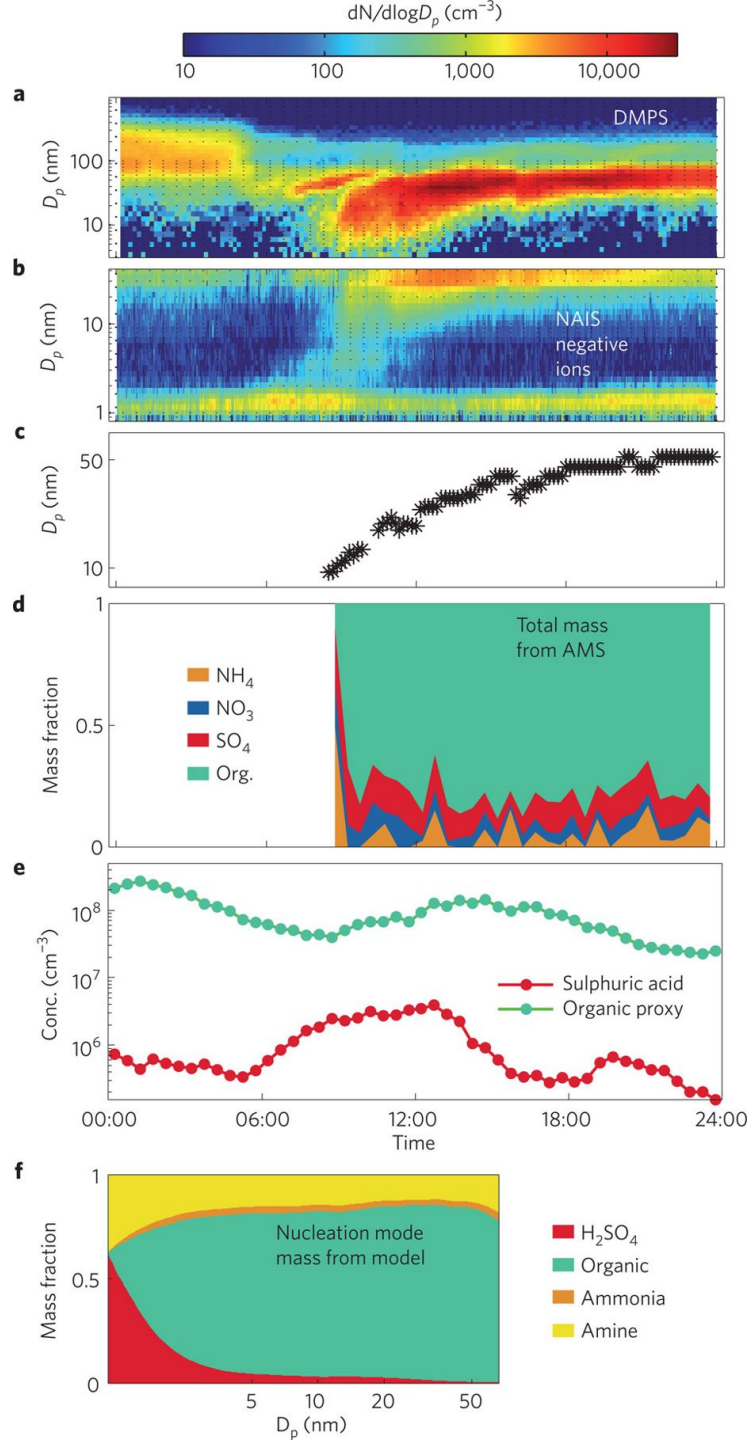 dN/dlogDₚ (cm⁻³)
10 100 1,000 10,000
a
DMPS
100
10
Dₚ (nm)
b
10
1
Dₚ (nm)
NAIS
negative
ions
c
50
10
Dₚ (nm)
d
1
0.5
0
Mass fraction
Total mass
from AMS
NH₄
NO₃
SO₄
Org.
e
10⁸
10⁷
10⁶
Conc. (cm⁻³)
Sulphuric acid
Organic proxy
00:00 06:00 12:00 18:00 24:00
Time
f
1
0.5
0
Mass fraction
Nucleation mode
mass from model
H₂SO₄
Organic
Ammonia
Amine
5 10 20 50
Dₚ (nm)